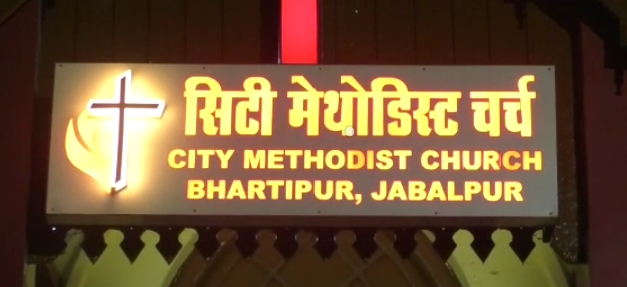 सिटी मेथोडिस्ट चर्च
CITY METHODIST CHURCH
BHARTIPUR, JABALPUR